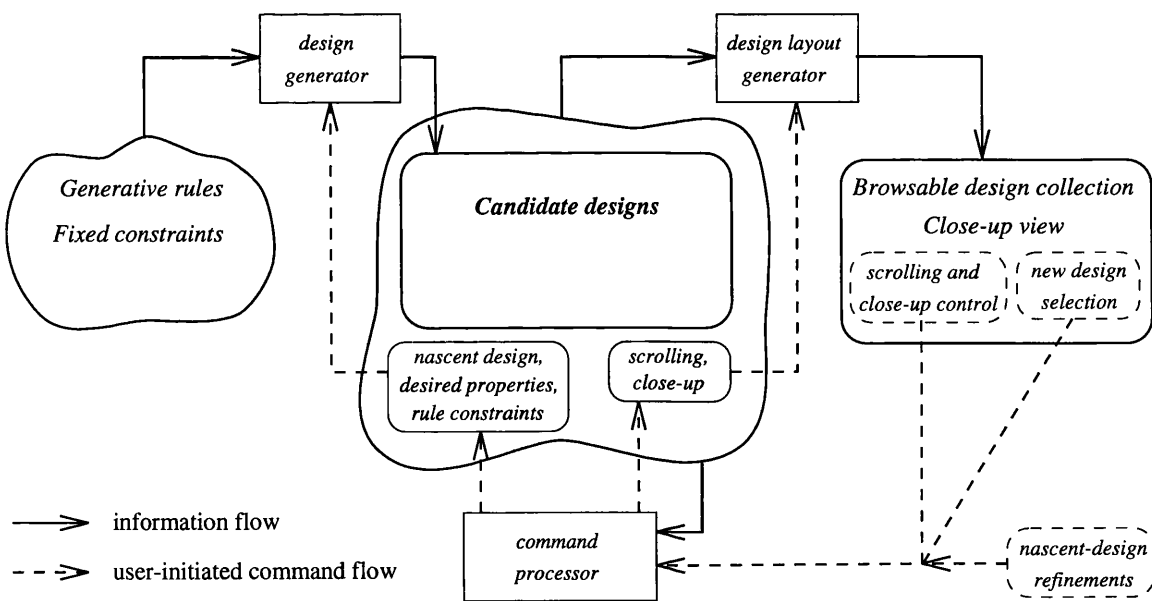 design
generator
design layout
generator
Generative rules
Fixed constraints
Candidate designs
Browsable design collection
Close-up view
scrolling and
close-up control
new design
selection
nascent design,
desired properties,
rule constraints
scrolling,
close-up
information flow
user-initiated command flow
command
processor
nascent-design
refinements